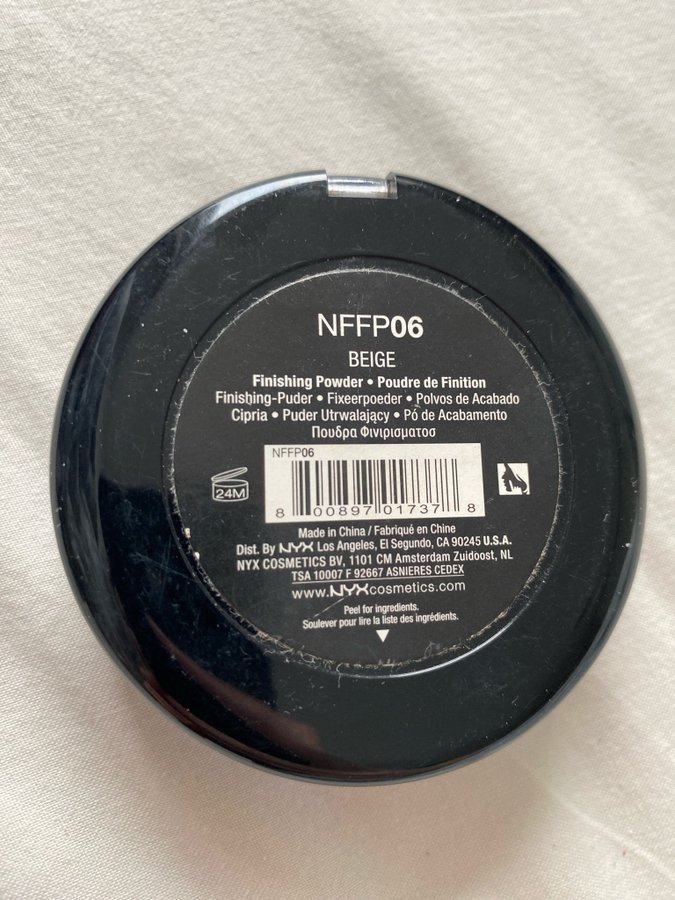 NFFP06
BEIGE
Finishing Powder • Poudre de Finition
Finishing-Puder • Fixeerpoeder • Polvos de Acabado
Cipria • Puder Utrwalający • Pó de Acabamento
Πουδρα Φινιρισματοσ
NFFP06
24M
8 00897 01737 8
Made in China / Fabriqué en Chine
Dist. By NYX Los Angeles, El Segundo, CA 90245 U.S.A.
NYX COSMETICS BV, 1101 CM Amsterdam Zuidoost, NL
TSA 10007 F 92667 ASNIERES CEDEX
www.NYXcosmetics.com
Peel for ingredients.
Soulever pour lire la liste des ingrédients.